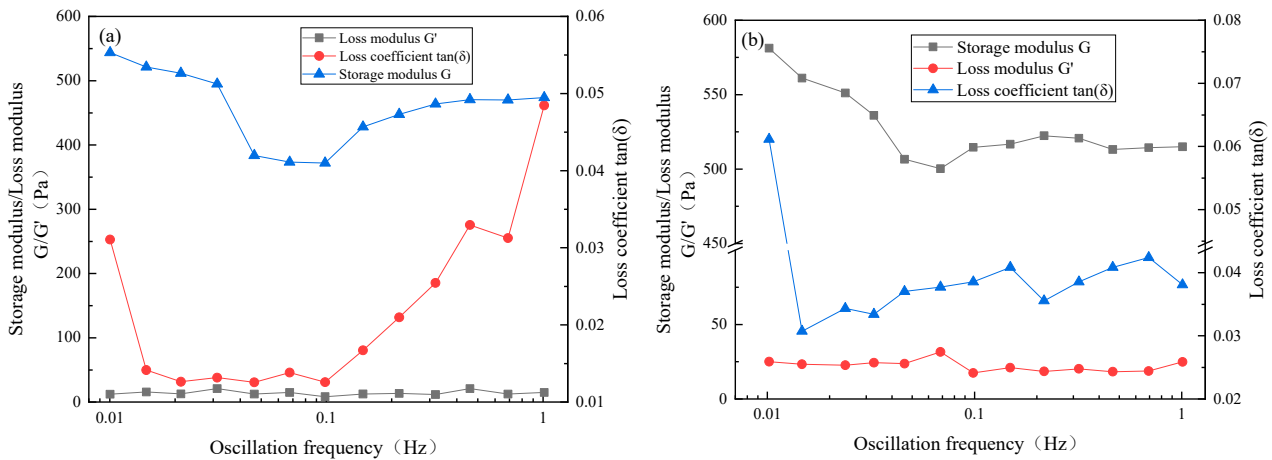 (a)
Loss modulus G'
Loss coefficient tan(δ)
Storage modulus G
600
500
400
300
200
100
0
0.06
0.05
0.04
0.03
0.02
0.01
0.01
0.1
1
Storage modulus/Loss modulus
G/G'（Pa）
Loss coefficient tan(δ)
Oscillation frequency（Hz）
(b)
Storage modulus G
Loss modulus G'
Loss coefficient tan(δ)
600
550
500
450
50
25
0
0.08
0.07
0.06
0.05
0.04
0.03
0.02
0.01
0.1
1
Storage modulus/Loss modulus
G/G'（Pa）
Loss coefficient tan(δ)
Oscillation frequency（Hz）